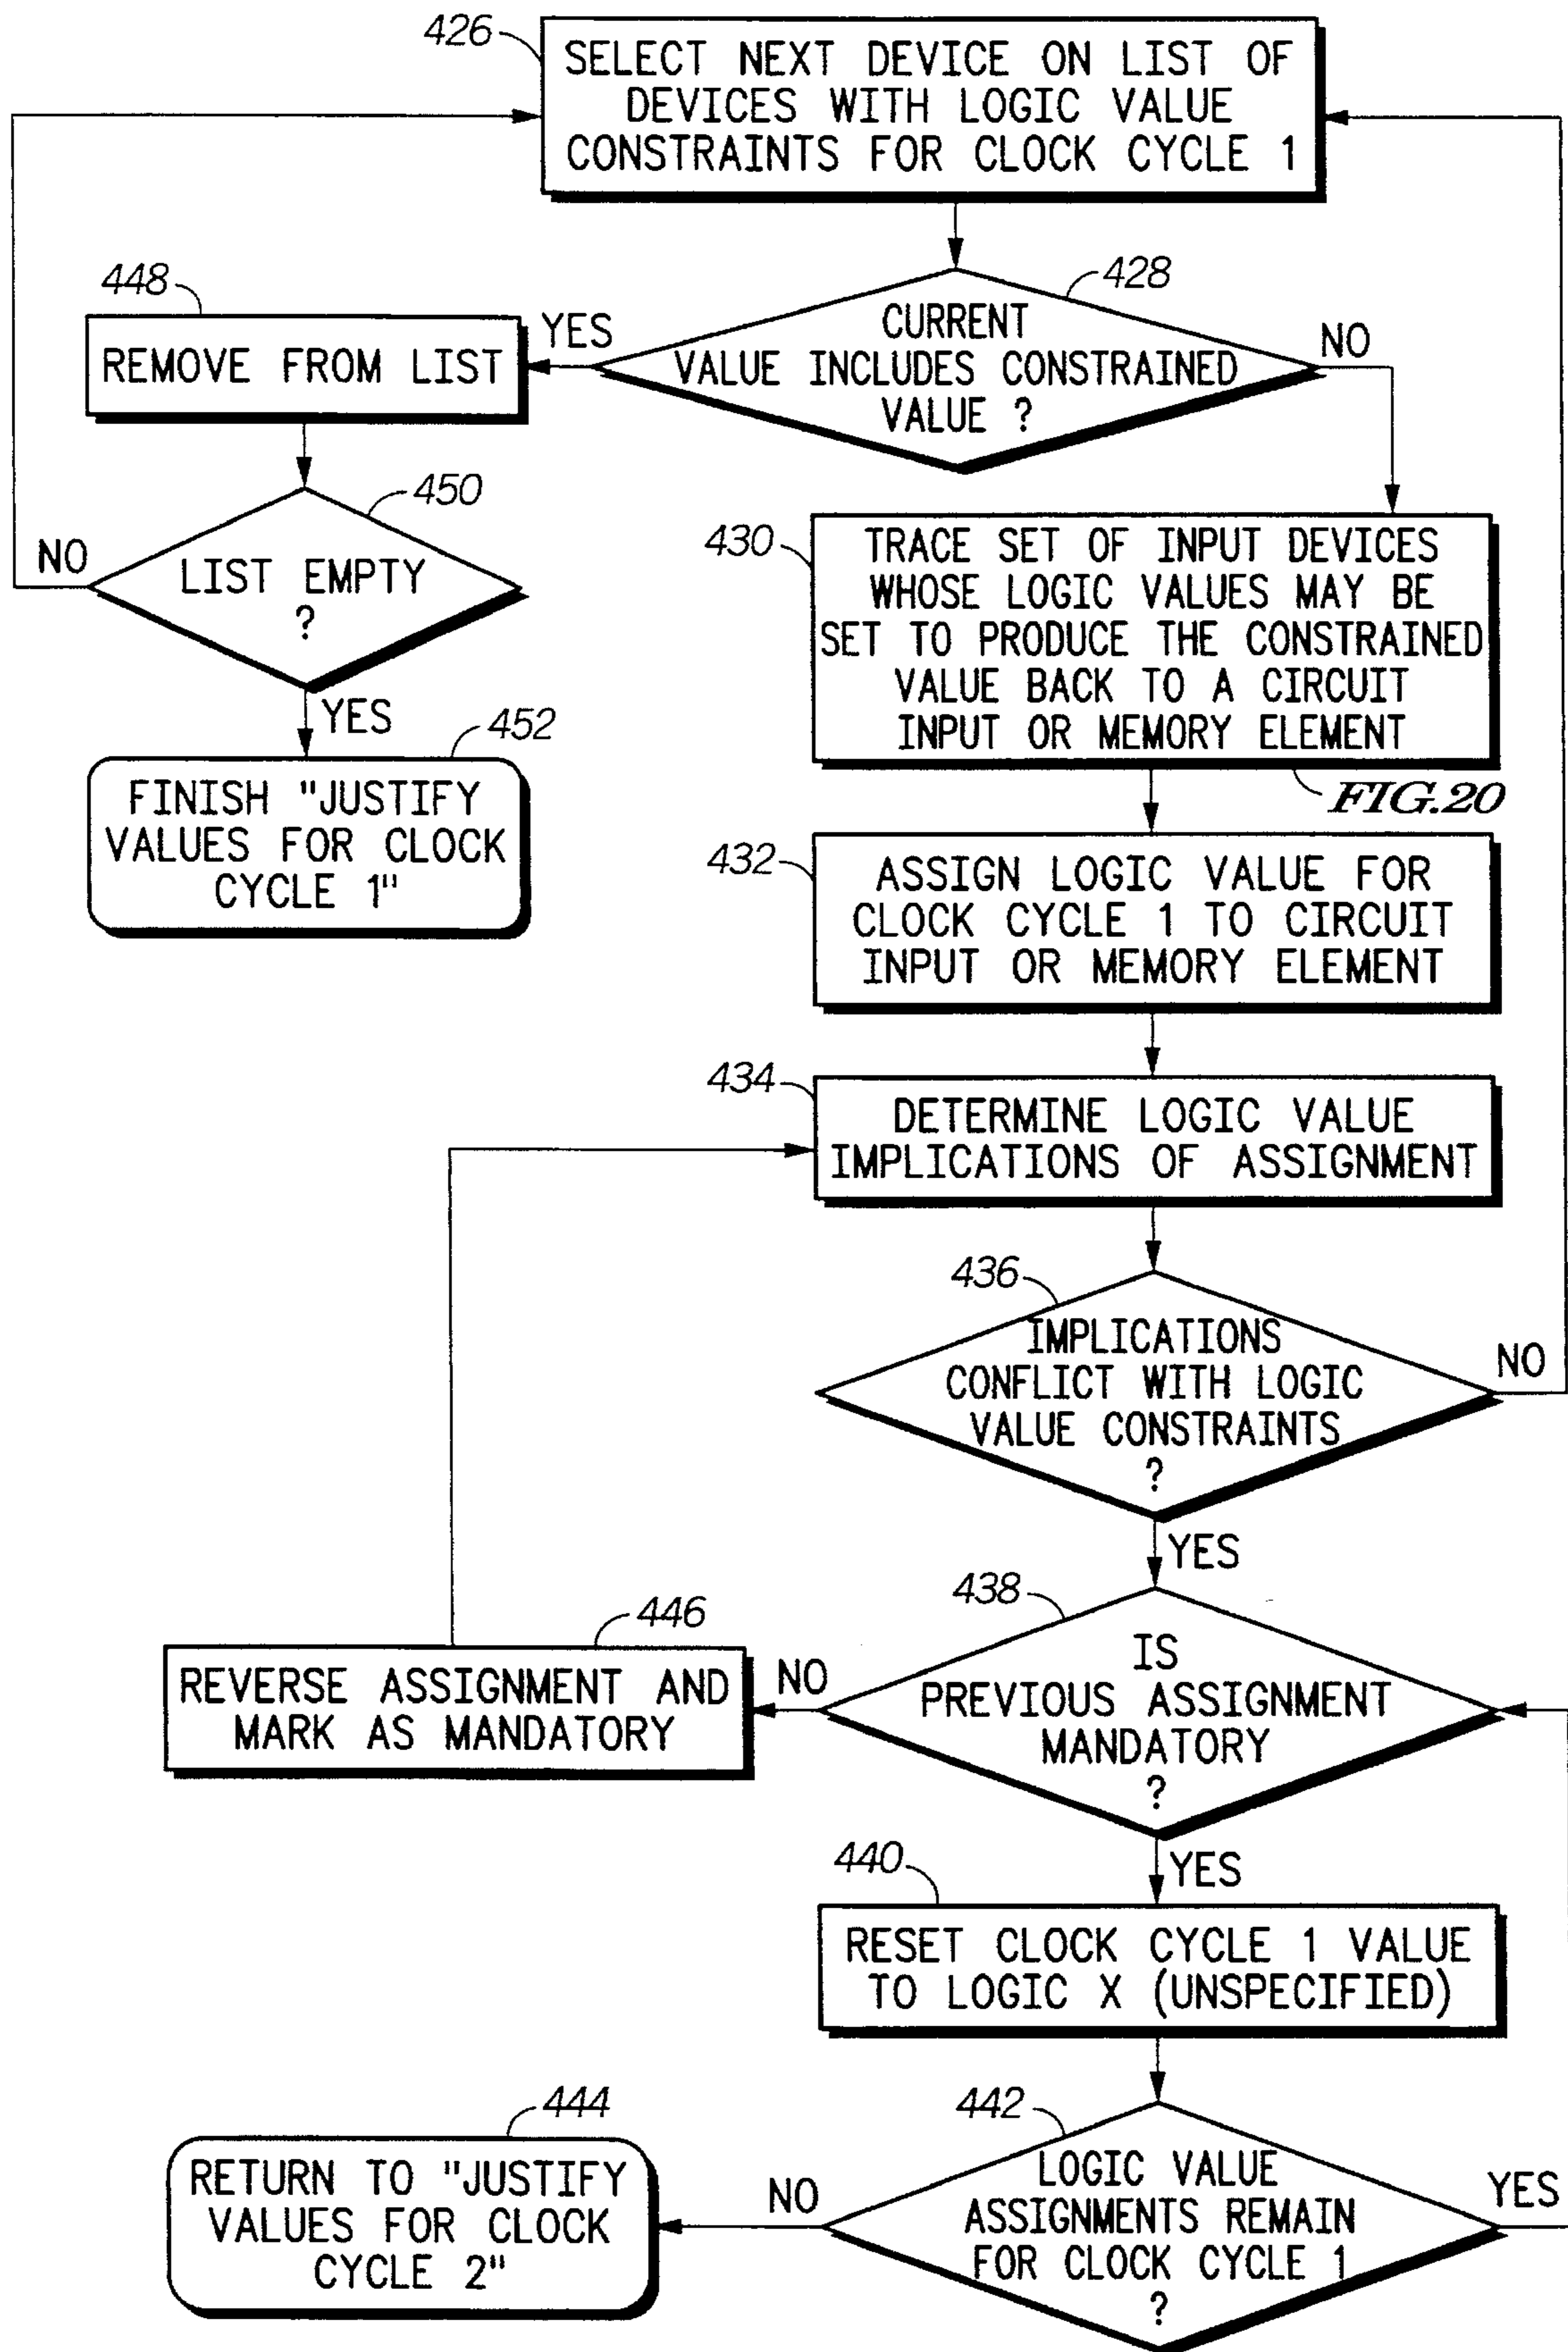 426
SELECT NEXT DEVICE ON LIST OF
DEVICES WITH LOGIC VALUE
CONSTRAINTS FOR CLOCK CYCLE 1
428
CURRENT
VALUE INCLUDES CONSTRAINED
VALUE ?
YES
NO
448
REMOVE FROM LIST
450
LIST EMPTY
?
NO
YES
452
FINISH "JUSTIFY
VALUES FOR CLOCK
CYCLE 1"
430
TRACE SET OF INPUT DEVICES
WHOSE LOGIC VALUES MAY BE
SET TO PRODUCE THE CONSTRAINED
VALUE BACK TO A CIRCUIT
INPUT OR MEMORY ELEMENT
FIG.20
432
ASSIGN LOGIC VALUE FOR
CLOCK CYCLE 1 TO CIRCUIT
INPUT OR MEMORY ELEMENT
434
DETERMINE LOGIC VALUE
IMPLICATIONS OF ASSIGNMENT
436
IMPLICATIONS
CONFLICT WITH LOGIC
VALUE CONSTRAINTS
?
NO
YES
438
IS
PREVIOUS ASSIGNMENT
MANDATORY
?
NO
446
REVERSE ASSIGNMENT AND
MARK AS MANDATORY
YES
440
RESET CLOCK CYCLE 1 VALUE
TO LOGIC X (UNSPECIFIED)
442
LOGIC VALUE
ASSIGNMENTS REMAIN
FOR CLOCK CYCLE 1
?
YES
NO
444
RETURN TO "JUSTIFY
VALUES FOR CLOCK
CYCLE 2"